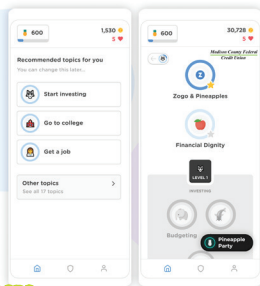 600
1,530
5
Recommended topics for you
You can change this later.
Start investing
Go to college
Get a job
Other topics
See all 17 topics
600
30,728
5
Madison County Federal
Credit Union
Zogo & Pineapples
Financial Dignity
LEVEL 1
INVESTING
Budgeting
Pineapple
Party